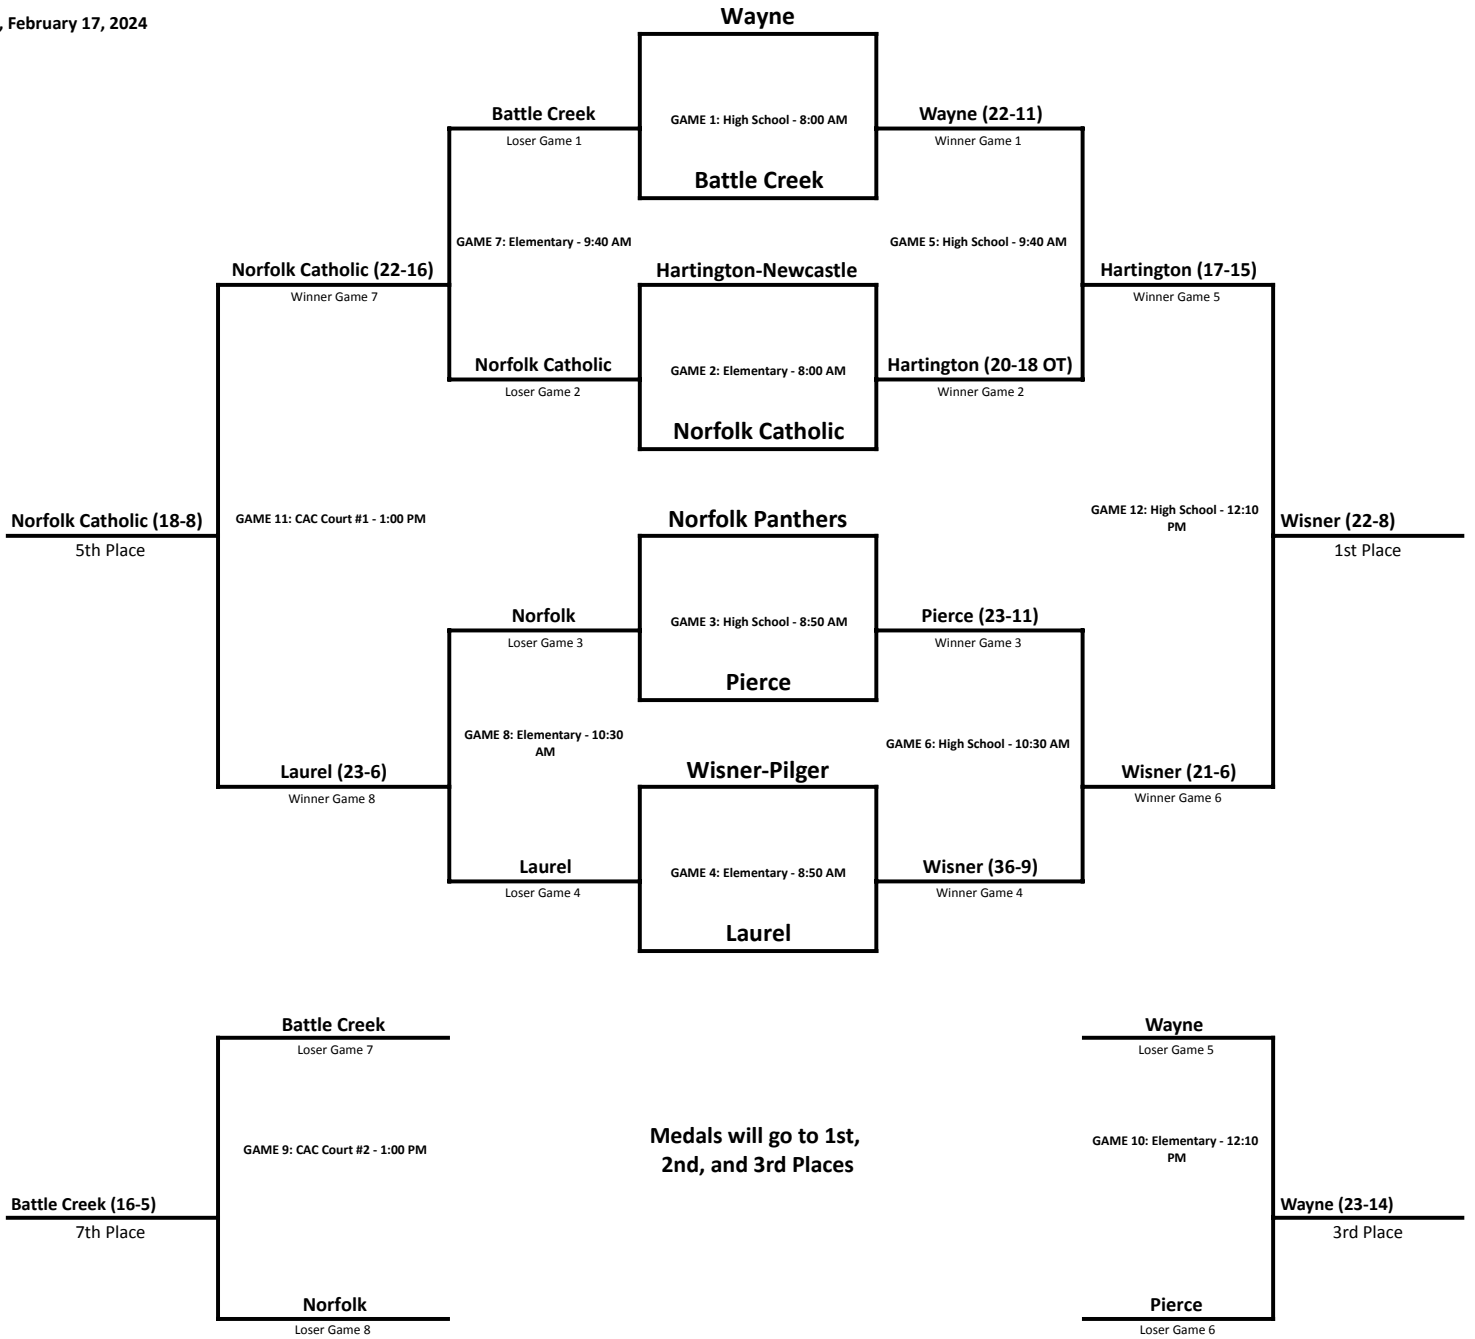 , February 17, 2024
Wayne
Battle Creek
Loser Game 1
GAME 1: High School - 8:00 AM
Wayne (22-11)
Winner Game 1
Battle Creek
GAME 7: Elementary - 9:40 AM
GAME 5: High School - 9:40 AM
Norfolk Catholic (22-16)
Winner Game 7
Hartington-Newcastle
Hartington (17-15)
Winner Game 5
Norfolk Catholic
Loser Game 2
GAME 2: Elementary - 8:00 AM
Hartington (20-18 OT)
Winner Game 2
Norfolk Catholic
Norfolk Catholic (18-8)
5th Place
GAME 11: CAC Court #1 - 1:00 PM
Norfolk Panthers
GAME 12: High School - 12:10
PM
Wisner (22-8)
1st Place
Norfolk
Loser Game 3
GAME 3: High School - 8:50 AM
Pierce (23-11)
Winner Game 3
Pierce
GAME 8: Elementary - 10:30
AM
GAME 6: High School - 10:30 AM
Laurel (23-6)
Winner Game 8
Wisner-Pilger
Wisner (21-6)
Winner Game 6
Laurel
Loser Game 4
GAME 4: Elementary - 8:50 AM
Wisner (36-9)
Winner Game 4
Laurel
Battle Creek
Loser Game 7
Wayne
Loser Game 5
GAME 9: CAC Court #2 - 1:00 PM
Medals will go to 1st,
2nd, and 3rd Places
GAME 10: Elementary - 12:10
PM
Battle Creek (16-5)
7th Place
Wayne (23-14)
3rd Place
Norfolk
Loser Game 8
Pierce
Loser Game 6